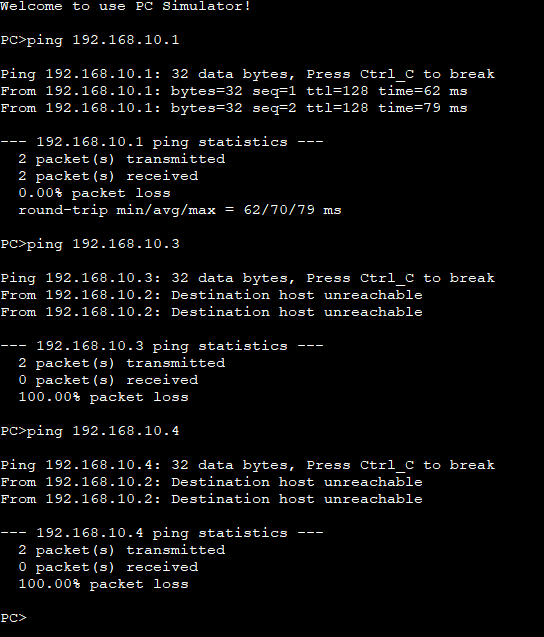 Welcome to use PC Simulator!
PC>ping 192.168.10.1
Ping 192.168.10.1: 32 data bytes, Press Ctrl_C to break
From 192.168.10.1: bytes=32 seq=1 ttl=128 time=62 ms
From 192.168.10.1: bytes=32 seq=2 ttl=128 time=79 ms
--- 192.168.10.1 ping statistics ---
2 packet(s) transmitted
2 packet(s) received
0.00% packet loss
round-trip min/avg/max = 62/70/79 ms
PC>ping 192.168.10.3
Ping 192.168.10.3: 32 data bytes, Press Ctrl_C to break
From 192.168.10.2: Destination host unreachable
From 192.168.10.2: Destination host unreachable
--- 192.168.10.3 ping statistics ---
2 packet(s) transmitted
0 packet(s) received
100.00% packet loss
PC>ping 192.168.10.4
Ping 192.168.10.4: 32 data bytes, Press Ctrl_C to break
From 192.168.10.2: Destination host unreachable
From 192.168.10.2: Destination host unreachable
--- 192.168.10.4 ping statistics ---
2 packet(s) transmitted
0 packet(s) received
100.00% packet loss
PC>